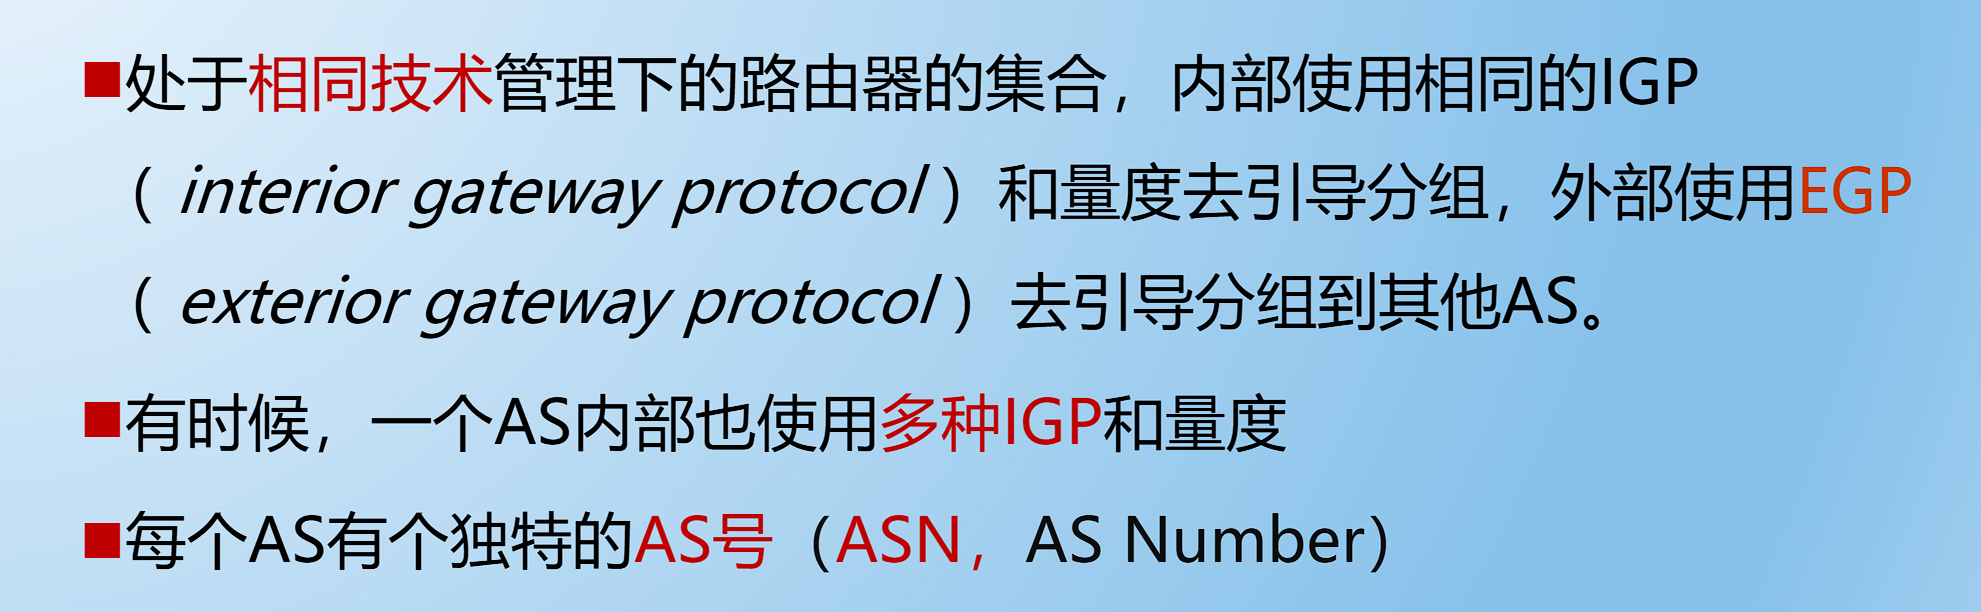 ■处于相同技术管理下的路由器的集合，内部使用相同的IGP
（ interior gateway protocol ）和量度去引导分组，外部使用EGP
（ exterior gateway protocol ）去引导分组到其他AS。
■有时候，一个AS内部也使用多种IGP和量度
■每个AS有个独特的AS号（ASN，AS Number）